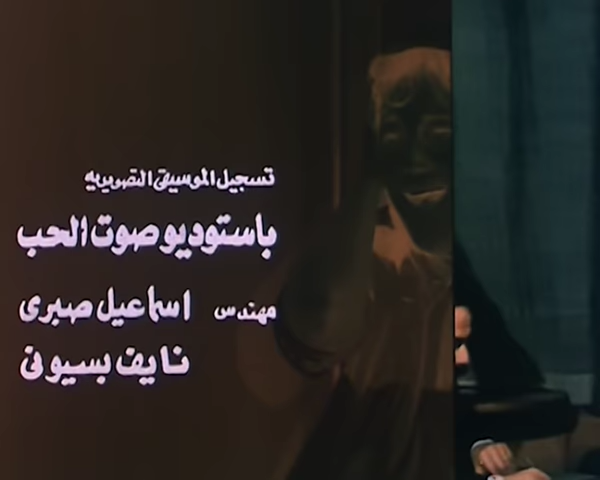 تسجيل الموسيقى التصويريه
باستوديو صوت الحب
مهندس اسماعيل صبرى
نايف بسيونى